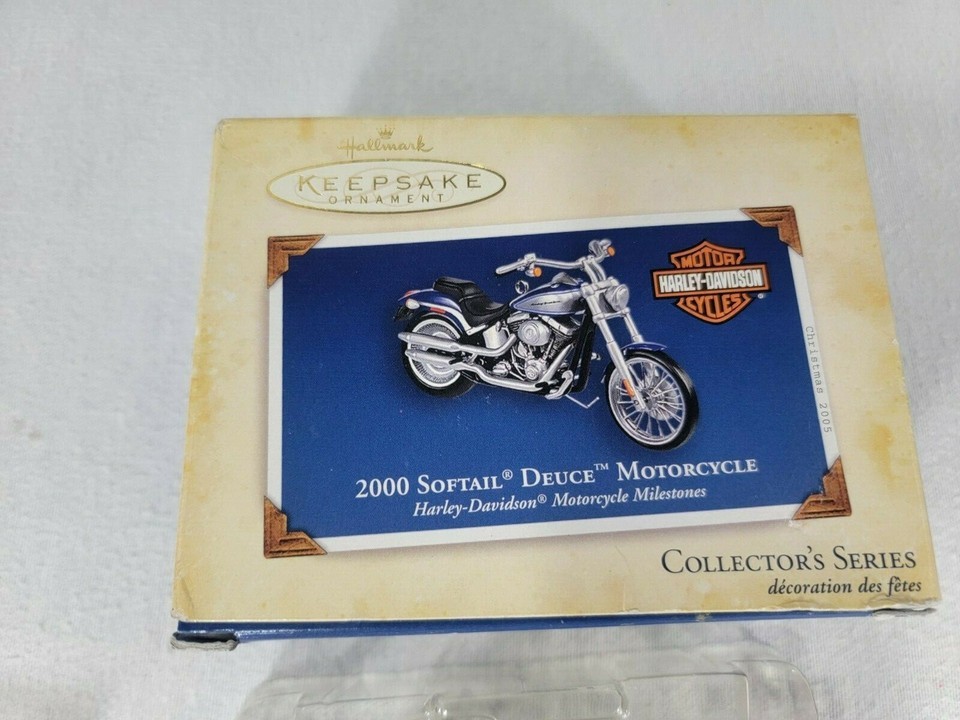 Hallmark
KEEPSAKE
ORNAMENT
MOTOR
HARLEY-DAVIDSON
CYCLES®
Christmas 2005
2000 SOFTAIL® DEUCE™ MOTORCYCLE
Harley-Davidson® Motorcycle Milestones
COLLECTOR'S SERIES
décoration des fêtes